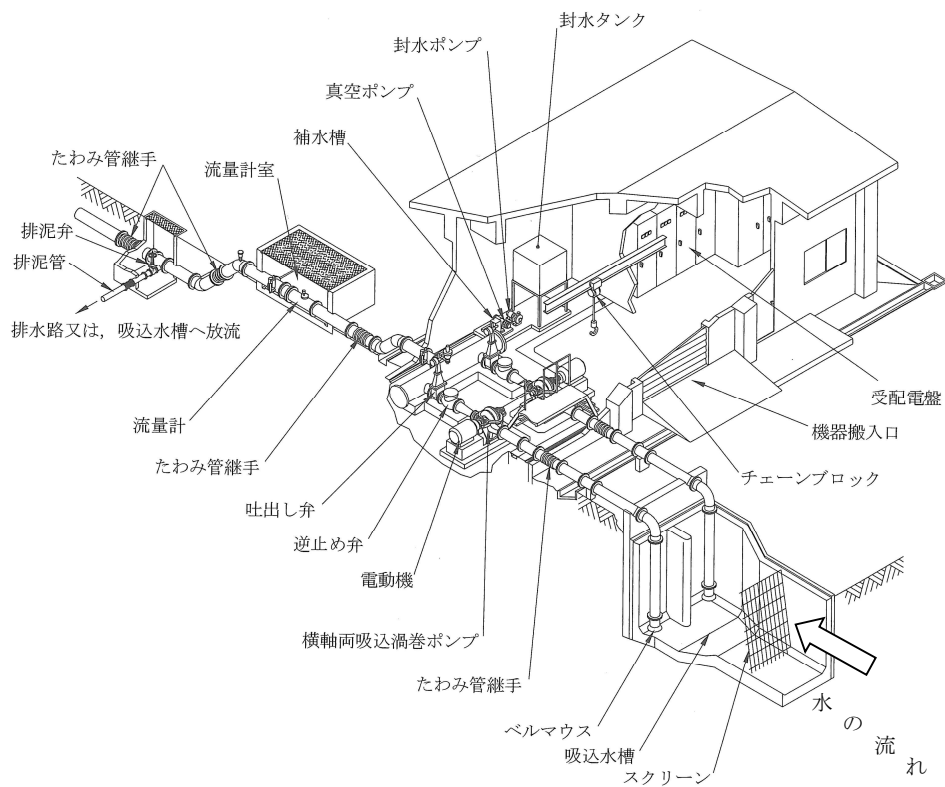 封水タンク
封水ポンプ
真空ポンプ
補水槽
たわみ管継手
流量計室
排泥弁
排泥管
排水路又は，吸込水槽へ放流
流量計
たわみ管継手
吐出し弁
逆止め弁
電動機
横軸両吸込渦巻ポンプ
たわみ管継手
受配電盤
機器搬入口
チェーンブロック
ベルマウス
吸込水槽
スクリーン
水の流れ